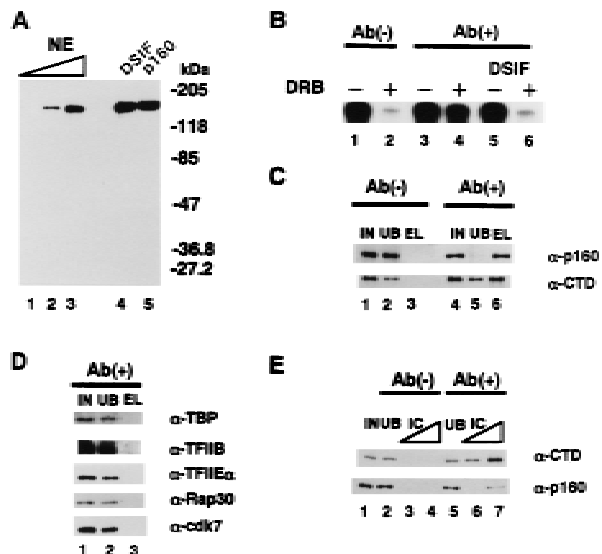 A
NE
DSIF
p160
kDa
-205
-118
-85
-47
-36.8
-27.2
1 2 3 4 5
B
Ab(-) Ab(+)
DSIF
DRB − + − + − +
1 2 3 4 5 6
C
Ab(-) Ab(+)
IN UB EL IN UB EL
α-p160
α-CTD
1 2 3 4 5 6
D
Ab(+)
IN UB EL
α-TBP
α-TFIIB
α-TFIIEα
α-Rap30
α-cdk7
1 2 3
E
Ab(-) Ab(+)
IN UB IC UB IC
α-CTD
α-p160
1 2 3 4 5 6 7